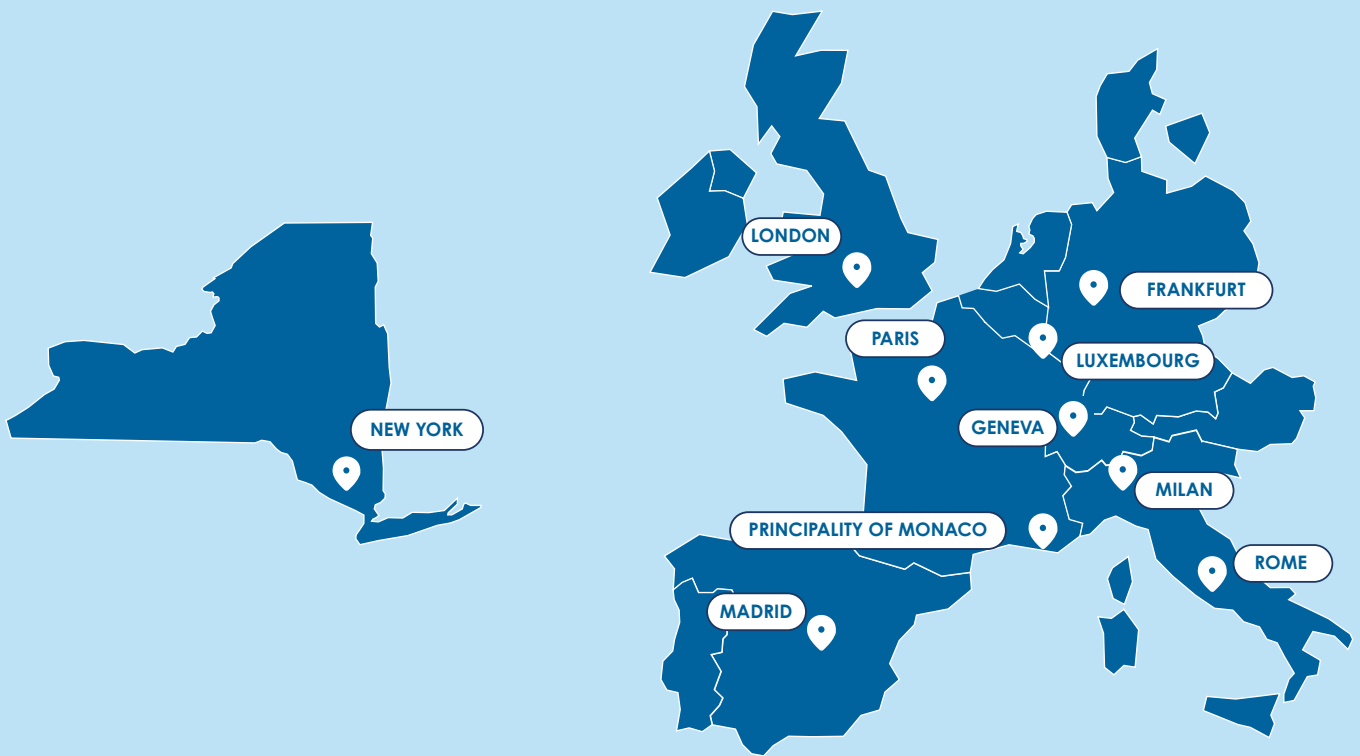 LONDON
FRANKFURT
PARIS
LUXEMBOURG
NEW YORK
GENEVA
MILAN
PRINCIPALITY OF MONACO
ROME
MADRID